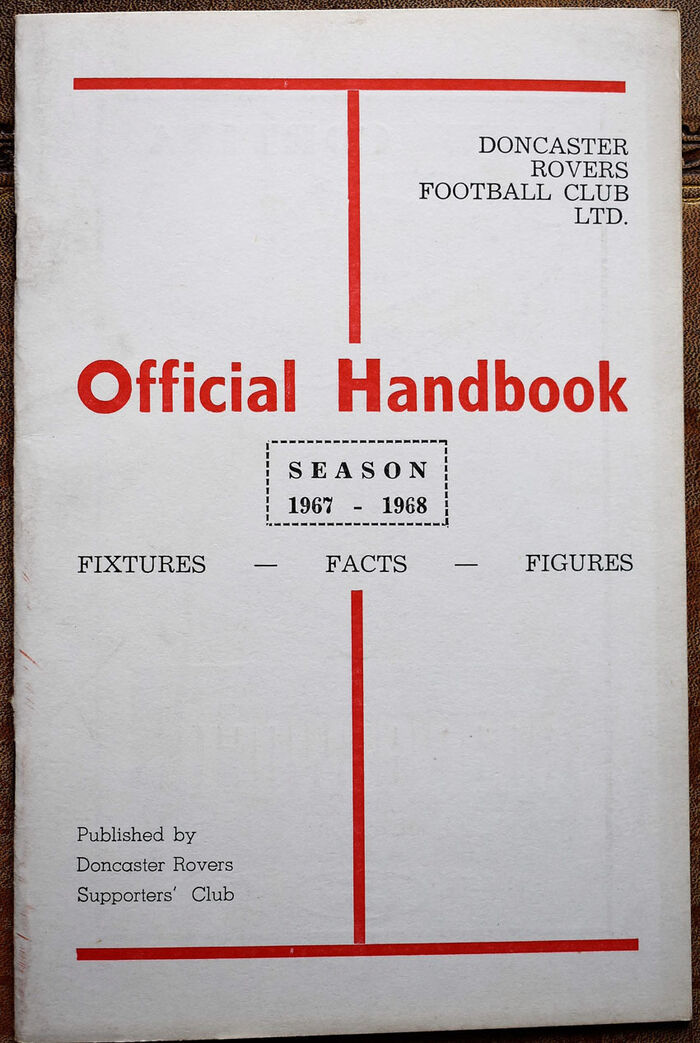 DONCASTER
ROVERS
FOOTBALL CLUB
LTD.
Official Handbook
SEASON
1967 - 1968
FIXTURES — FACTS — FIGURES
Published by
Doncaster Rovers
Supporters' Club